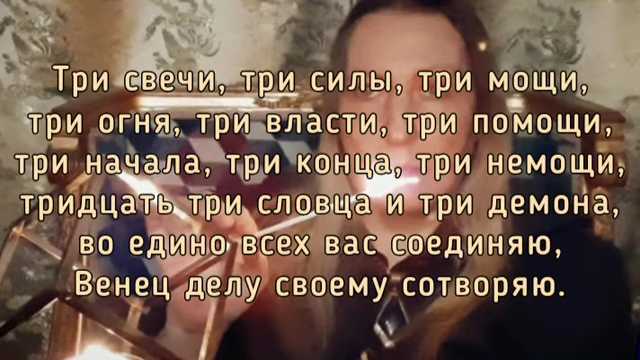 Три свечи, три силы, три мощи,
три огня, три власти, три помощи,
три начала, три конца, три немощи,
тридцать три словца и три демона,
во едино всех вас соединяю,
Венец делу своему сотворяю.